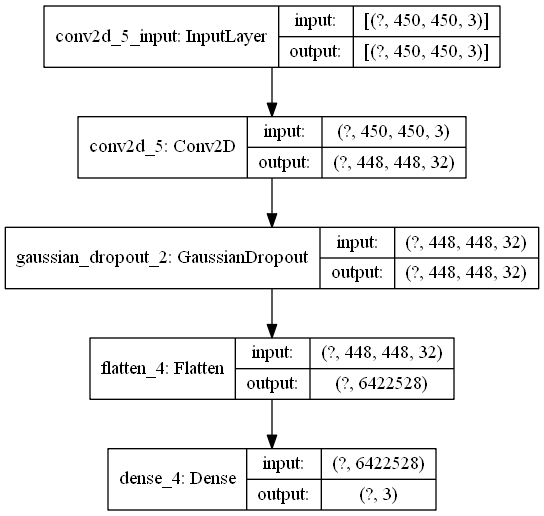 conv2d_5_input: InputLayer
input:
[(?, 450, 450, 3)]
output:
[(?, 450, 450, 3)]
conv2d_5: Conv2D
input:
(?, 450, 450, 3)
output:
(?, 448, 448, 32)
gaussian_dropout_2: GaussianDropout
input:
(?, 448, 448, 32)
output:
(?, 448, 448, 32)
flatten_4: Flatten
input:
(?, 448, 448, 32)
output:
(?, 6422528)
dense_4: Dense
input:
(?, 6422528)
output:
(?, 3)